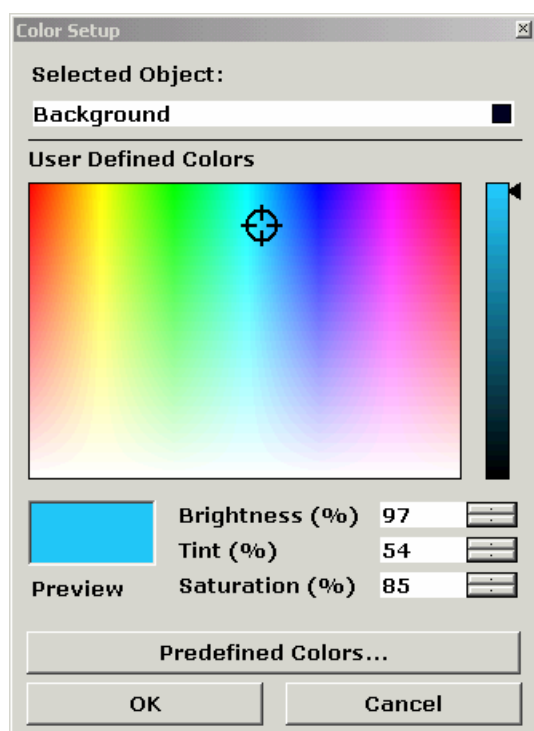 Color Setup
Selected Object:
Background
User Defined Colors
Brightness (%) 97
Tint (%) 54
Preview Saturation (%) 85
Predefined Colors...
OK Cancel